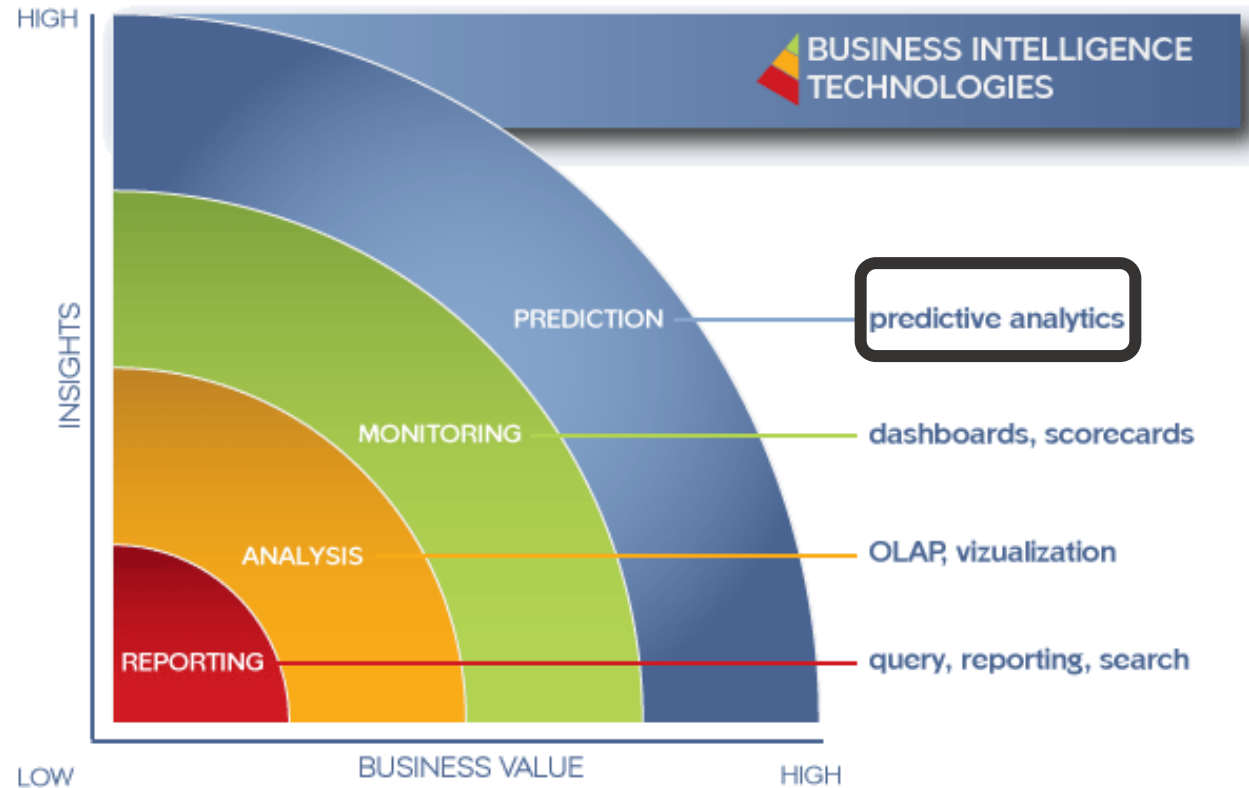 HIGH
BUSINESS INTELLIGENCE
TECHNOLOGIES
INSIGHTS
PREDICTION
predictive analytics
MONITORING
dashboards, scorecards
ANALYSIS
OLAP, vizualization
REPORTING
query, reporting, search
LOW
BUSINESS VALUE
HIGH